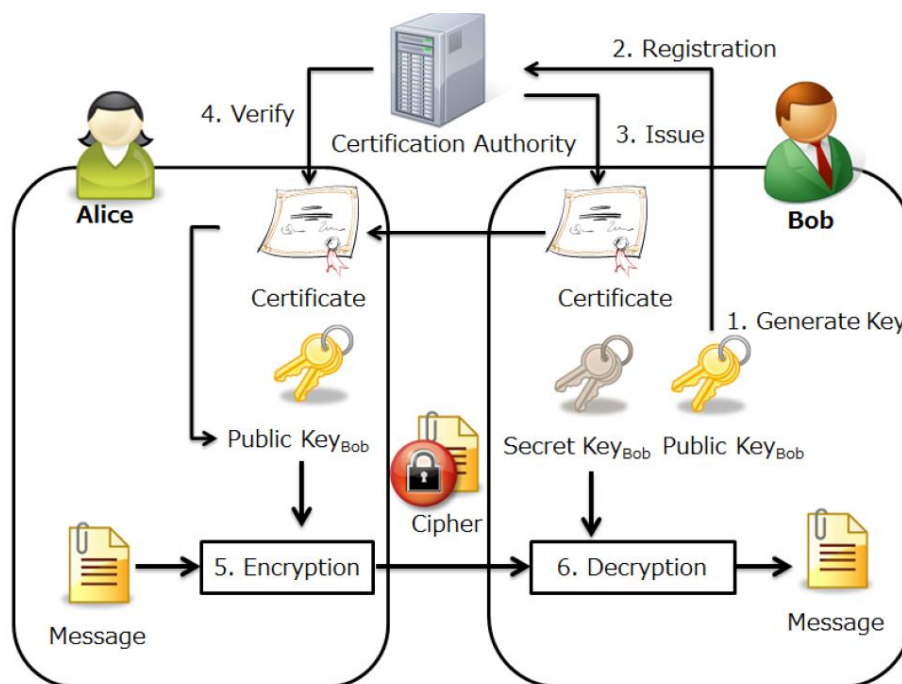 2. Registration
4. Verify
Certification Authority
3. Issue
Alice
Bob
Certificate
Certificate
1. Generate Key
Public KeyBob
Secret KeyBob
Public KeyBob
Cipher
5. Encryption
6. Decryption
Message
Message